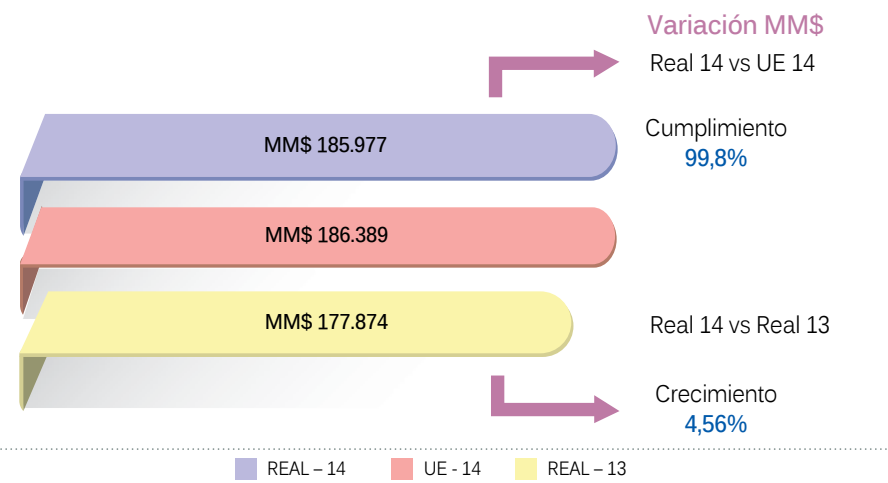 Variación MM$
Real 14 vs UE 14
MM$ 185.977
Cumplimiento
99,8%
MM$ 186.389
MM$ 177.874
Real 14 vs Real 13
Crecimiento
4,56%
REAL – 14
UE - 14
REAL – 13